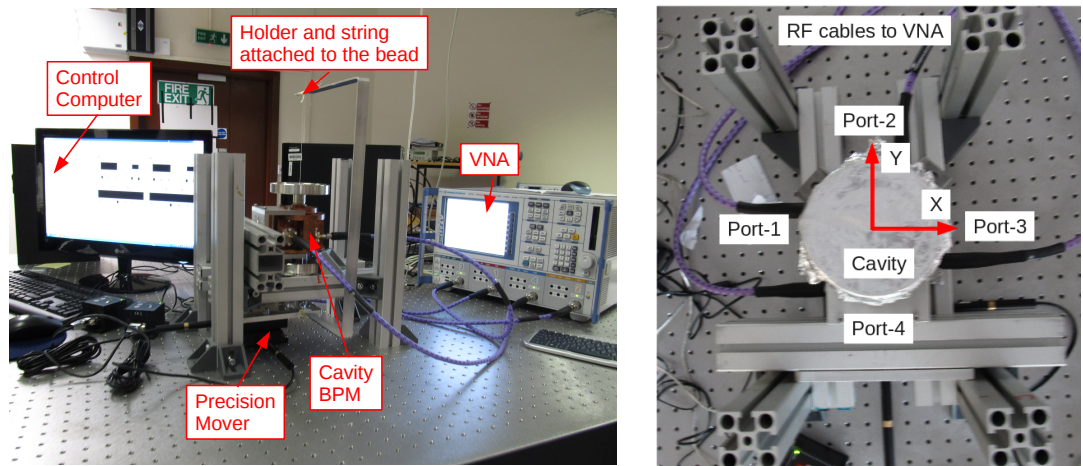 Holder and string
attached to the bead
Control
Computer
FIRE
EXIT
VNA
Precision
Mover
Cavity
BPM
RF cables to VNA
Port-2
Y
X
Port-1
Port-3
Cavity
Port-4